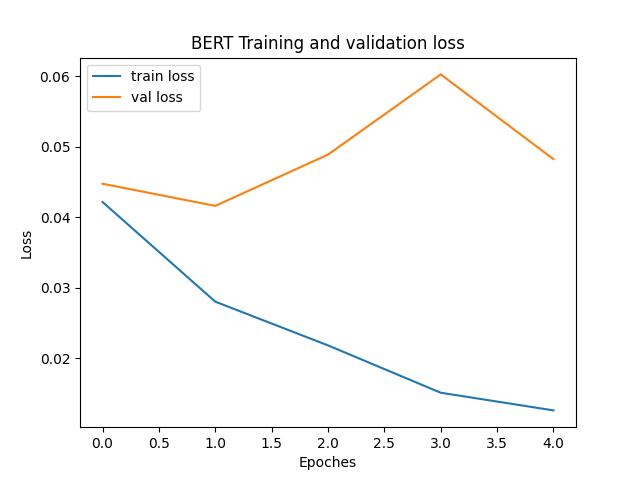 BERT Training and validation loss
train loss
val loss
0.06
0.05
0.04
0.03
0.02
Loss
0.0 0.5 1.0 1.5 2.0 2.5 3.0 3.5 4.0
Epoches